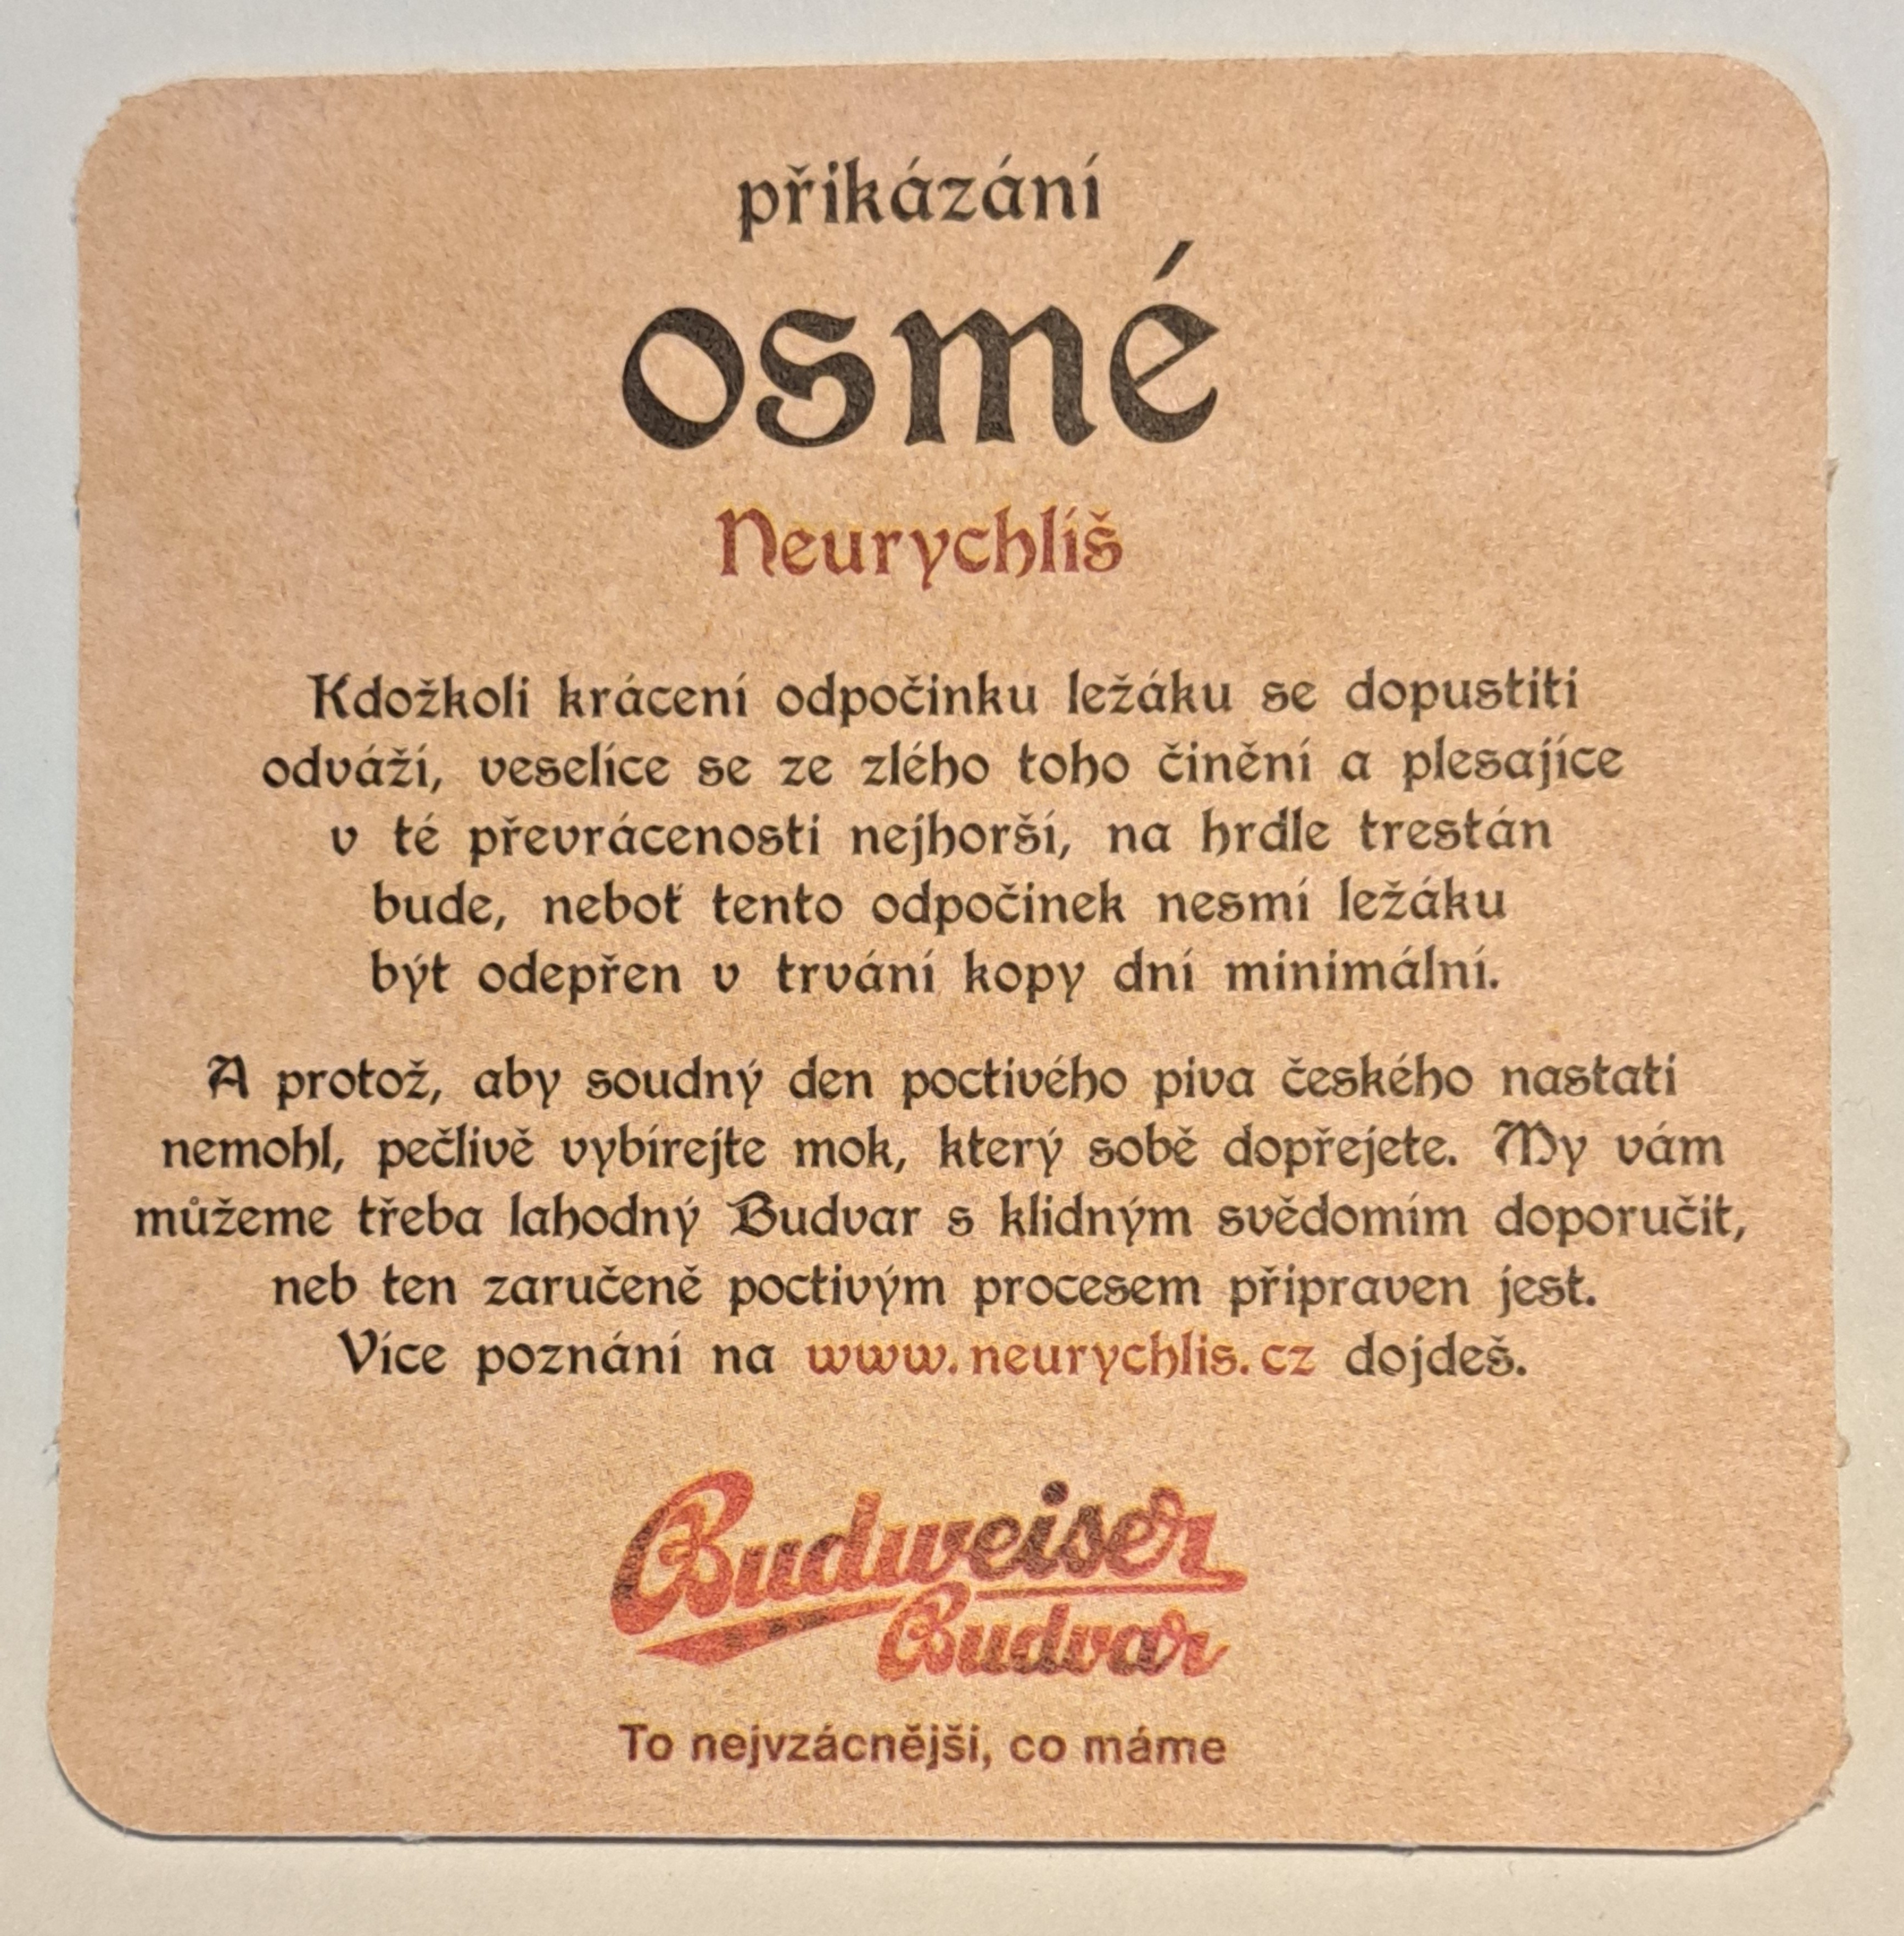 přikázání
osmé
Neurychlíš
Kdožkoli krácení odpočinku ležáku se dopustiti
odváží, veselíce se ze zlého toho činění a plesajíce
v té převrácenosti nejhorší, na hrdle trestán
bude, neboť tento odpočinek nesmí ležáku
být odepřen v trvání kopy dní minimální.
A protož, aby soudný den poctivého piva českého nastati
nemohl, pečlivě vybírejte mok, který sobě dopřejete. My vám
můžeme třeba lahodný Budvar s klidným svědomím doporučit,
neb ten zaručeně poctivým procesem připraven jest.
Více poznání na www.neurychlis.cz dojdeš.
Budweiser
Budvar
To nejvzácnější, co máme